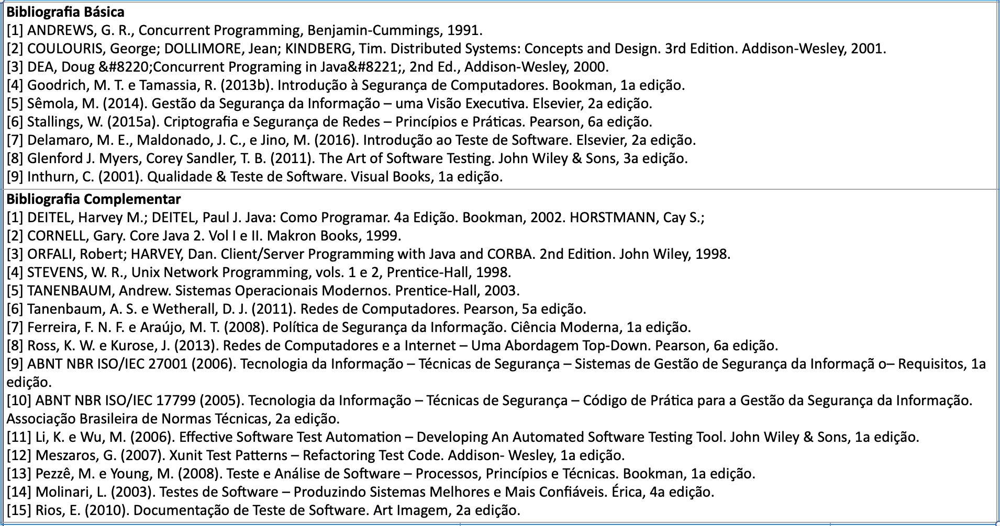 Bibliografia Básica
[1] ANDREWS, G. R., Concurrent Programming, Benjamin-Cummings, 1991.
[2] COULOURIS, George; DOLLIMORE, Jean; KINDBERG, Tim. Distributed Systems: Concepts and Design. 3rd Edition. Addison-Wesley, 2001.
[3] DEA, Doug &#8220;Concurrent Programing in Java&#8221;, 2nd Ed., Addison-Wesley, 2000.
[4] Goodrich, M. T. e Tamassia, R. (2013b). Introdução à Segurança de Computadores. Bookman, 1a edição.
[5] Sêmola, M. (2014). Gestão da Segurança da Informação – uma Visão Executiva. Elsevier, 2a edição.
[6] Stallings, W. (2015a). Criptografia e Segurança de Redes – Princípios e Práticas. Pearson, 6a edição.
[7] Delamaro, M. E., Maldonado, J. C., e Jino, M. (2016). Introdução ao Teste de Software. Elsevier, 2a edição.
[8] Glenford J. Myers, Corey Sandler, T. B. (2011). The Art of Software Testing. John Wiley & Sons, 3a edição.
[9] Inthurn, C. (2001). Qualidade & Teste de Software. Visual Books, 1a edição.
Bibliografia Complementar
[1] DEITEL, Harvey M.; DEITEL, Paul J. Java: Como Programar. 4a Edição. Bookman, 2002. HORSTMANN, Cay S.;
[2] CORNELL, Gary. Core Java 2. Vol I e II. Makron Books, 1999.
[3] ORFALI, Robert; HARVEY, Dan. Client/Server Programming with Java and CORBA. 2nd Edition. John Wiley, 1998.
[4] STEVENS, W. R., Unix Network Programming, vols. 1 e 2, Prentice-Hall, 1998.
[5] TANENBAUM, Andrew. Sistemas Operacionais Modernos. Prentice-Hall, 2003.
[6] Tanenbaum, A. S. e Wetherall, D. J. (2011). Redes de Computadores. Pearson, 5a edição.
[7] Ferreira, F. N. F. e Araújo, M. T. (2008). Política de Segurança da Informação. Ciência Moderna, 1a edição.
[8] Ross, K. W. e Kurose, J. (2013). Redes de Computadores e a Internet – Uma Abordagem Top-Down. Pearson, 6a edição.
[9] ABNT NBR ISO/IEC 27001 (2006). Tecnologia da Informação – Técnicas de Segurança – Sistemas de Gestão de Segurança da Informaçã o– Requisitos, 1a
edição.
[10] ABNT NBR ISO/IEC 17799 (2005). Tecnologia da Informação – Técnicas de Segurança – Código de Prática para a Gestão da Segurança da Informação.
Associação Brasileira de Normas Técnicas, 2a edição.
[11] Li, K. e Wu, M. (2006). Effective Software Test Automation – Developing An Automated Software Testing Tool. John Wiley & Sons, 1a edição.
[12] Meszaros, G. (2007). Xunit Test Patterns – Refactoring Test Code. Addison- Wesley, 1a edição.
[13] Pezzê, M. e Young, M. (2008). Teste e Análise de Software – Processos, Princípios e Técnicas. Bookman, 1a edição.
[14] Molinari, L. (2003). Testes de Software – Produzindo Sistemas Melhores e Mais Confiáveis. Érica, 4a edição.
[15] Rios, E. (2010). Documentação de Teste de Software. Art Imagem, 2a edição.